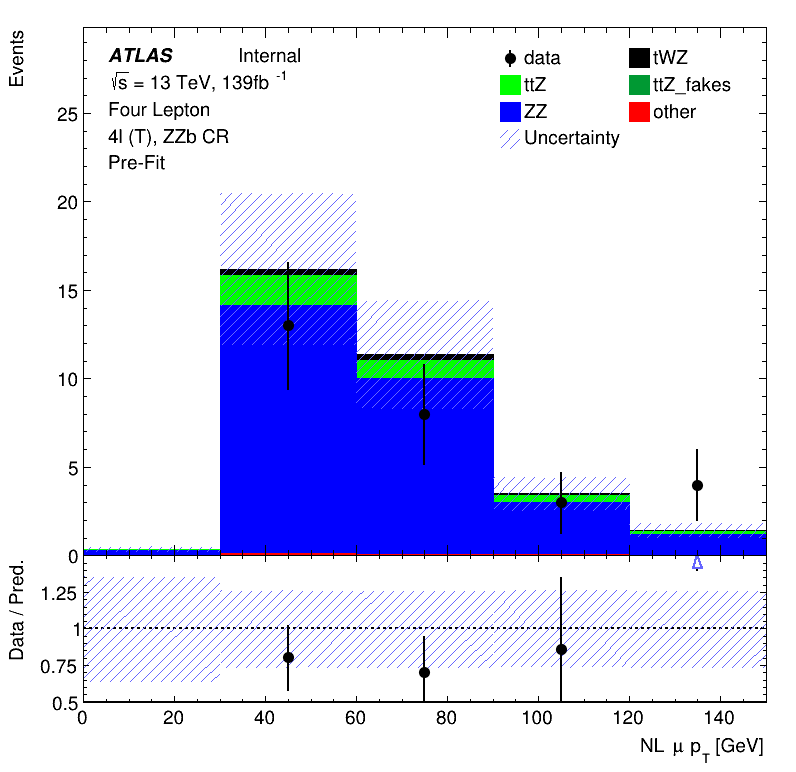 Events
ATLAS Internal
√s = 13 TeV, 139fb -1
Four Lepton
4l (T), ZZb CR
Pre-Fit
data tWZ
ttZ ttZ_fakes
ZZ other
Uncertainty
25
20
15
10
5
0
Data / Pred.
1.25
1
0.75
0.5
0 20 40 60 80 100 120 140
NL μ pT [GeV]